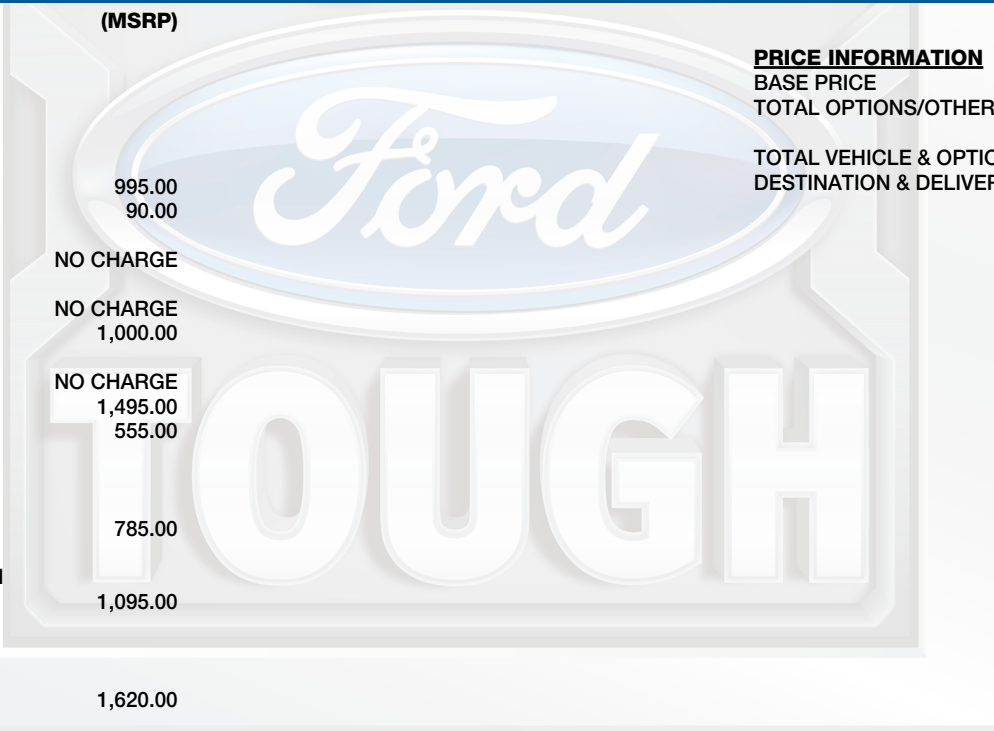 (MSRP)
995.00
90.00
NO CHARGE
NO CHARGE
1,000.00
NO CHARGE
1,495.00
555.00
785.00
1,095.00
1,620.00
PRICE INFORMATION
BASE PRICE
TOTAL OPTIONS/OTHER
TOTAL VEHICLE & OPTIO
DESTINATION & DELIVER
Ford
TOUGH